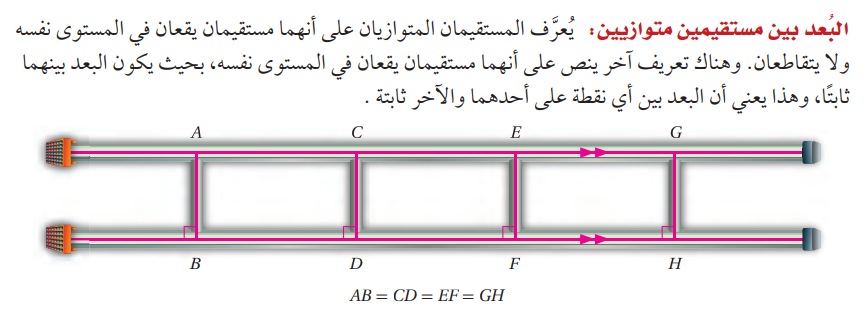 البُعد بين مستقيمين متوازيين: يُعرَّف المستقيمان المتوازيان على أنهما مستقيمان يقعان في المستوى نفسه
ولا يتقاطعان. وهناك تعريف آخر ينص على أنهما مستقيمان يقعان في المستوى نفسه، بحيث يكون البعد بينهما
ثابتًا، وهذا يعني أن البعد بين أي نقطة على أحدهما والآخر ثابتة .
A C E G
B D F H
AB = CD = EF = GH